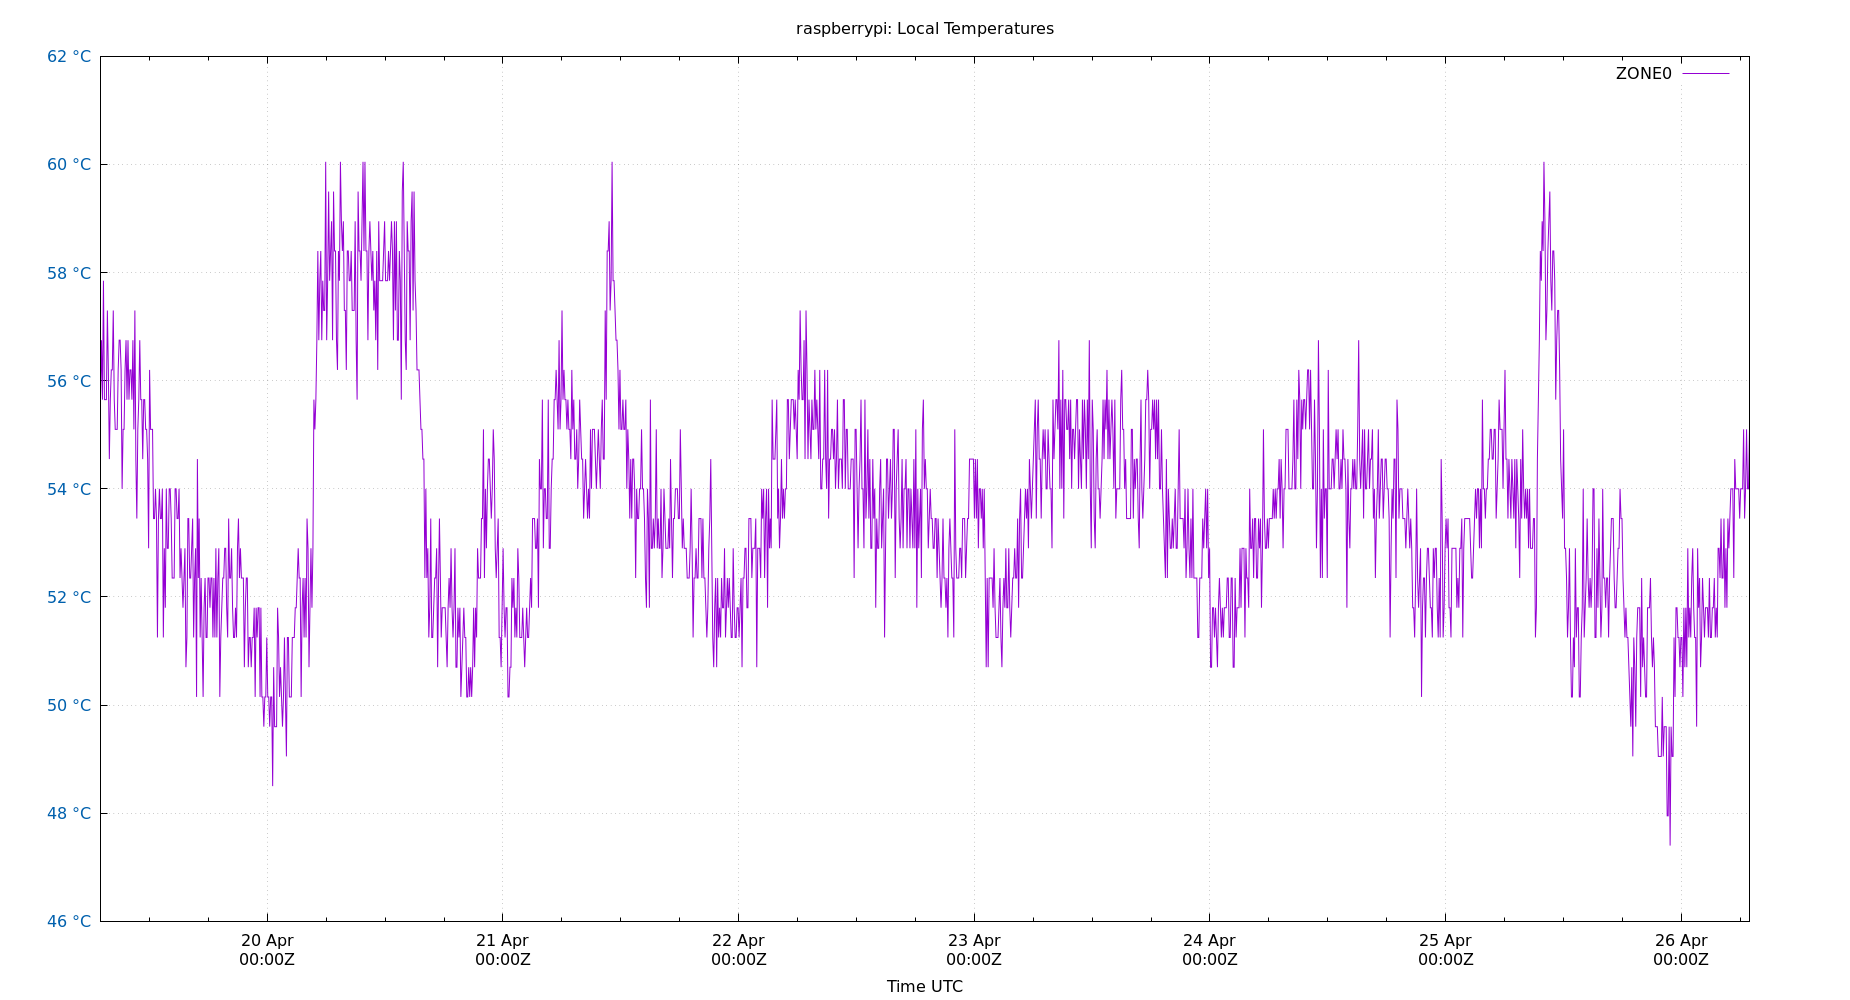 raspberrypi: Local Temperatures
62 °C
ZONE0
60 °C
58 °C
56 °C
54 °C
52 °C
50 °C
48 °C
46 °C
20 Apr 21 Apr 22 Apr 23 Apr 24 Apr 25 Apr 26 Apr
00:00Z 00:00Z 00:00Z 00:00Z 00:00Z 00:00Z 00:00Z
Time UTC